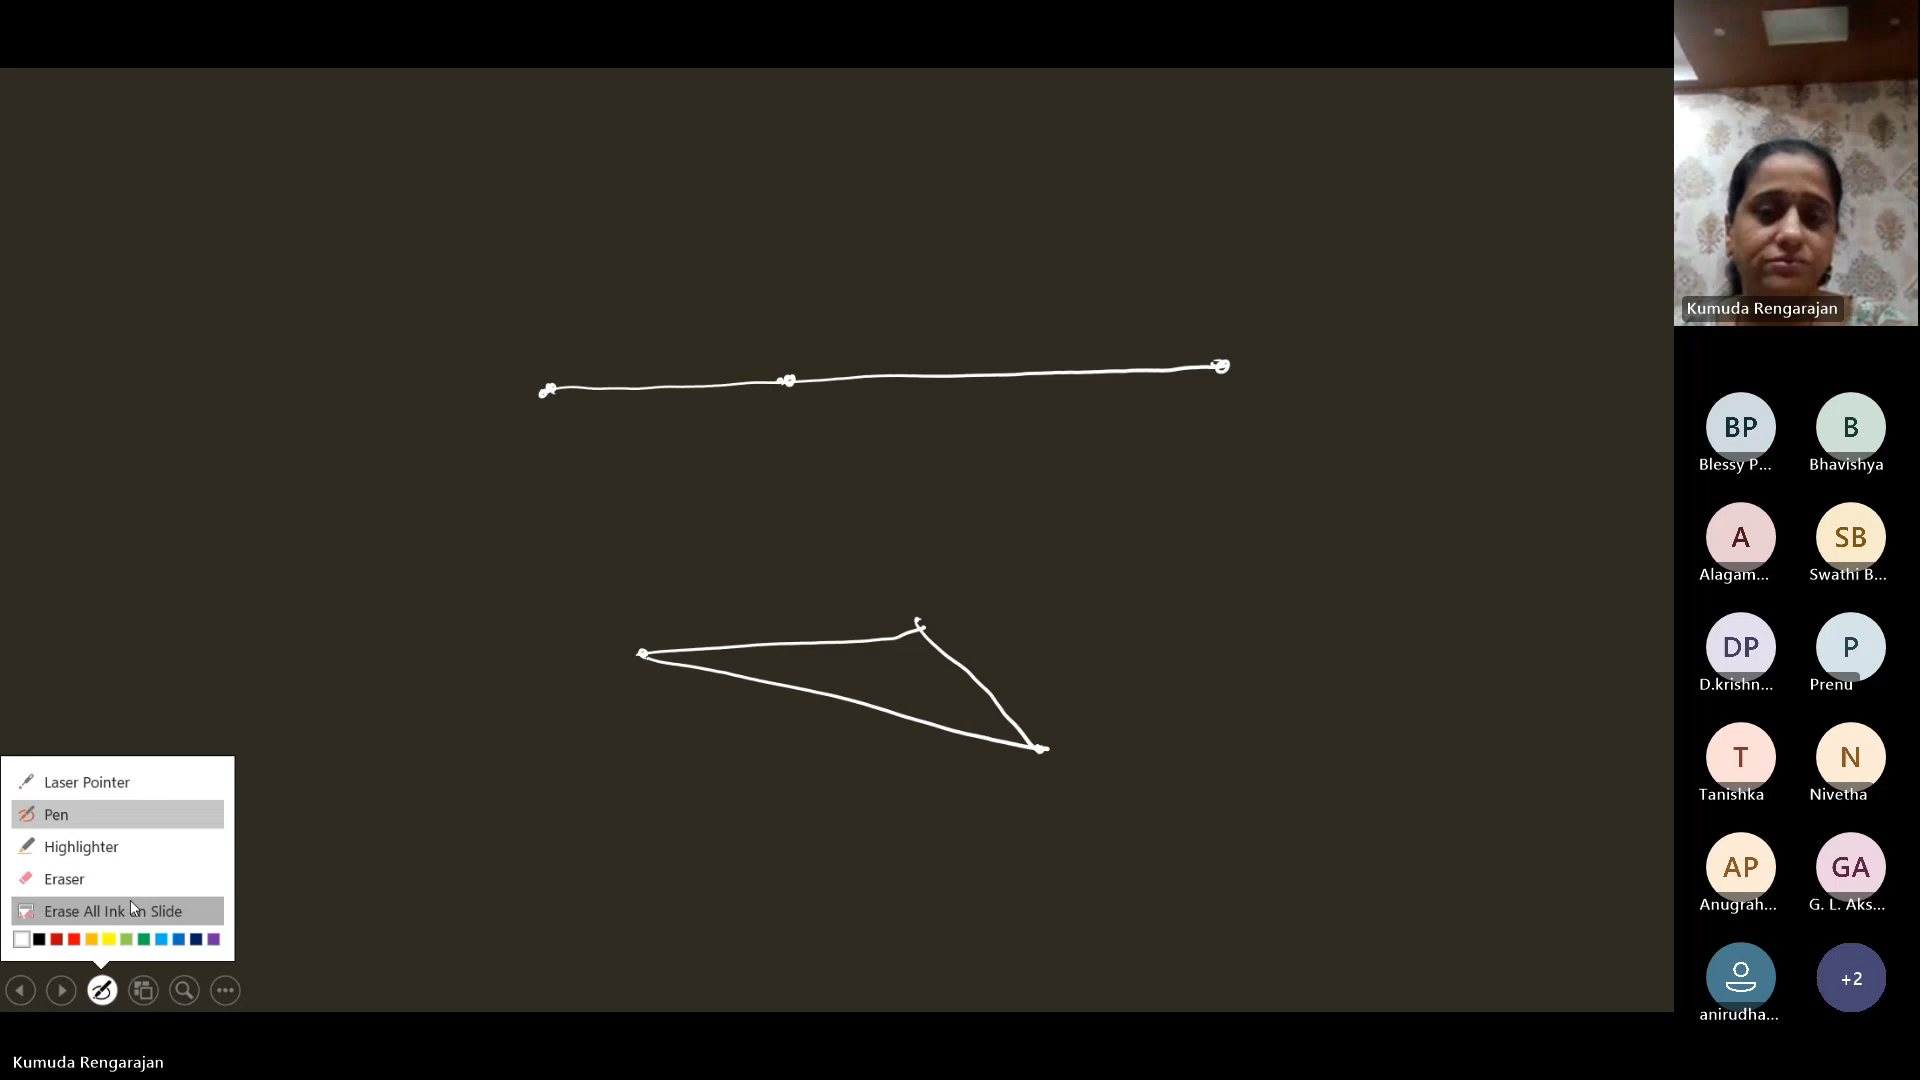 Kumuda Rengarajan
BP
Blessy P...
B
Bhavishya
A
Alagam...
SB
Swathi B...
DP
D.krishn...
P
Prenu
T
Tanishka
N
Nivetha
AP
Anugrah...
GA
G. L. Aks...
anirudha...
+2
Laser Pointer
Pen
Highlighter
Eraser
Erase All Ink on Slide
Kumuda Rengarajan